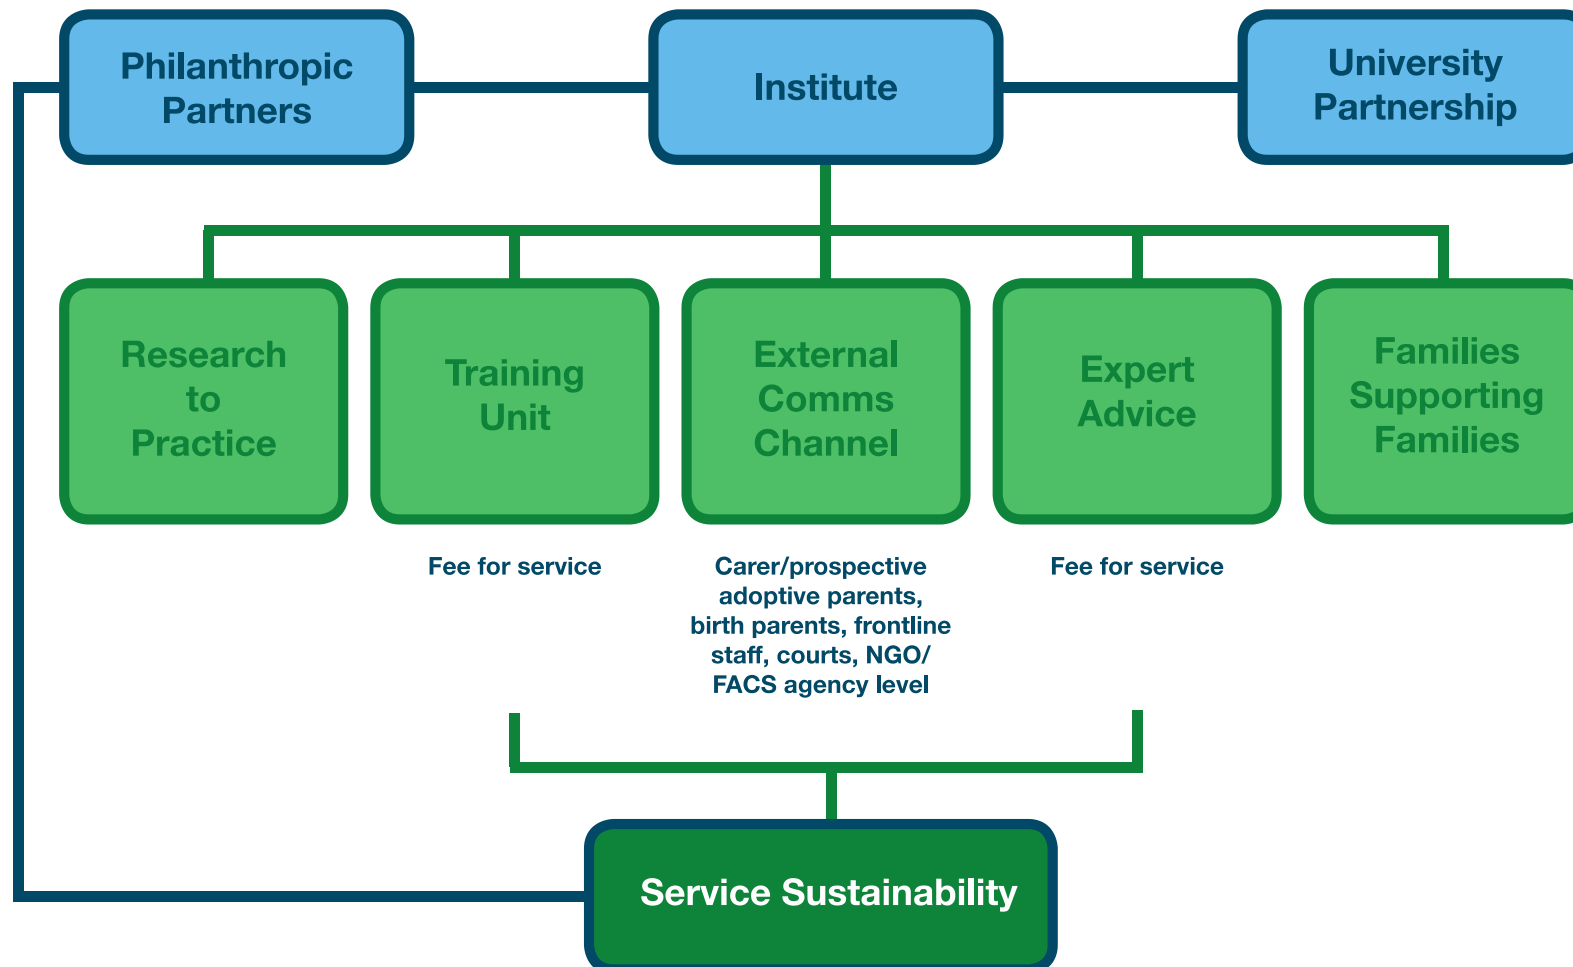 Philanthropic
Partners
Institute
University
Partnership
Research
to
Practice
Training
Unit
External
Comms
Channel
Expert
Advice
Families
Supporting
Families
Fee for service
Carer/prospective
adoptive parents,
birth parents, frontline
staff, courts, NGO/
FACS agency level
Fee for service
Service Sustainability